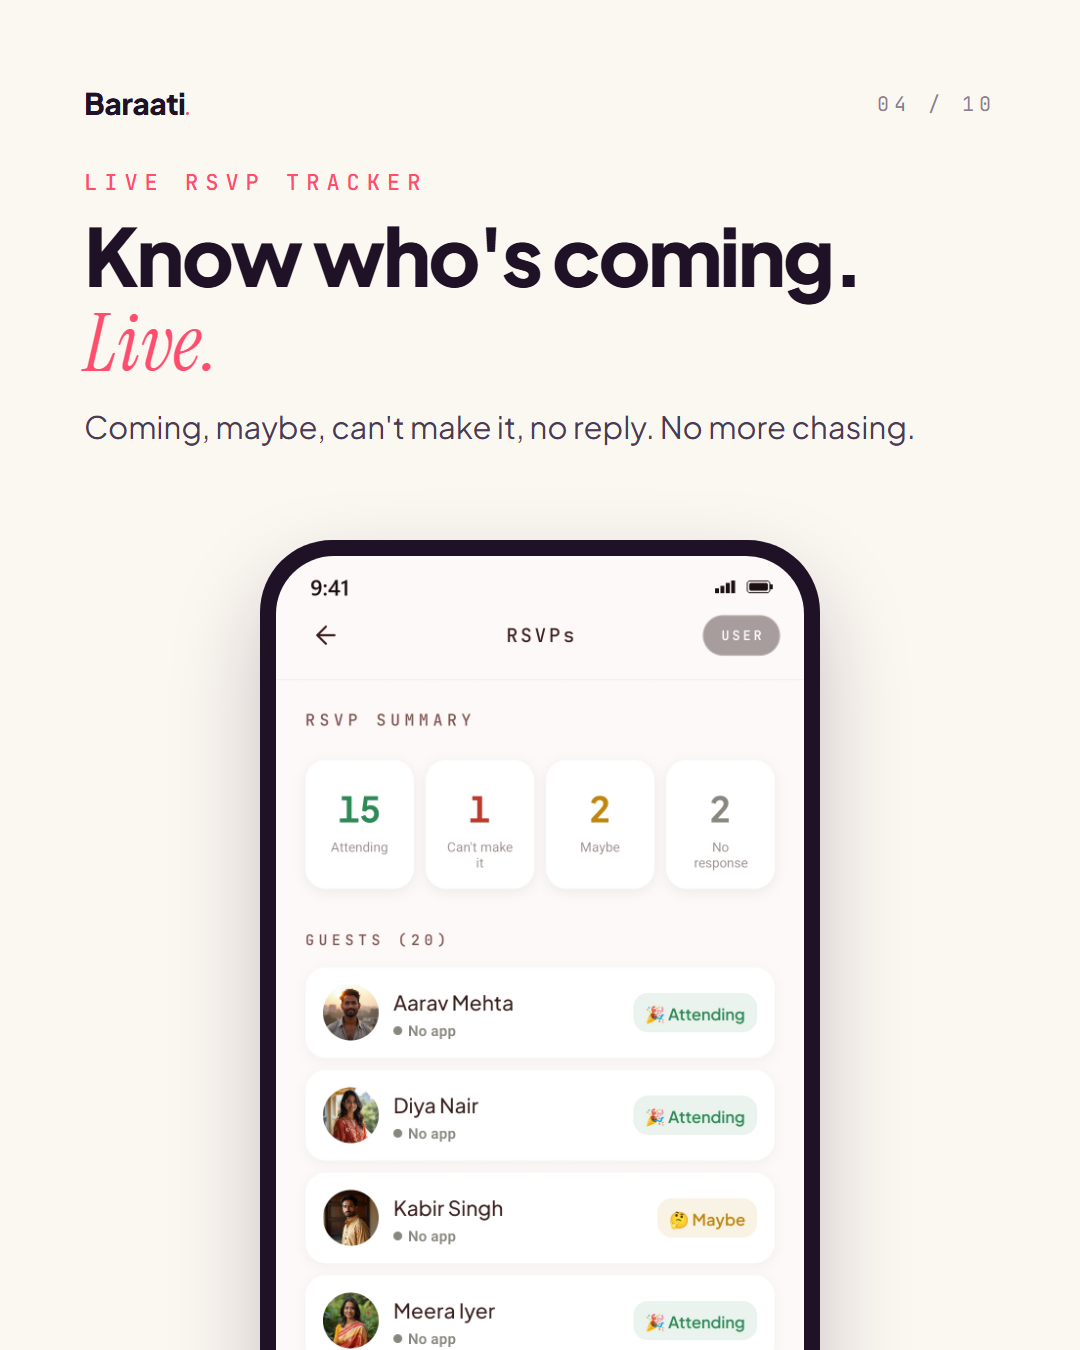 Baraati.
04 / 10
LIVE RSVP TRACKER
Know who's coming.
Live.
Coming, maybe, can't make it, no reply. No more chasing.
9:41
RSVPs
USER
RSVP SUMMARY
15
Attending
1
Can't make
it
2
Maybe
2
No
response
GUESTS (20)
Aarav Mehta
No app
🎉 Attending
Diya Nair
No app
🎉 Attending
Kabir Singh
No app
🤔 Maybe
Meera Iyer
No app
🎉 Attending